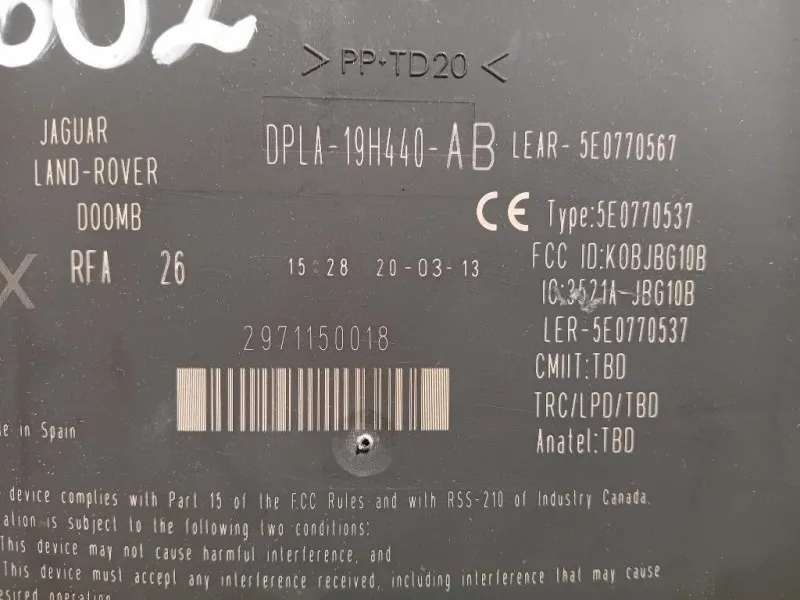 602
>PP-TD20<
JAGUAR
LAND-ROVER
DOOMB
DPLA-19H440-AB
LEAR- 5E0770567
CE Type:5E0770537
X RFA 26
15:28 20-03-13
FCC ID:KOBJBG10B
IC:3521A-JBG10B
LER-5E0770537
2971150018
CMIIT:TBD
TRC/LPD/TBD
Anatel:TBD
in Spain
device complies with Part 15 of the FCC Rules and with RSS-210 of Industry Canada.
is subject to the following two conditions:
This device may not cause harmful interference, and
This device must accept any interference received, including interference that may cause
operation